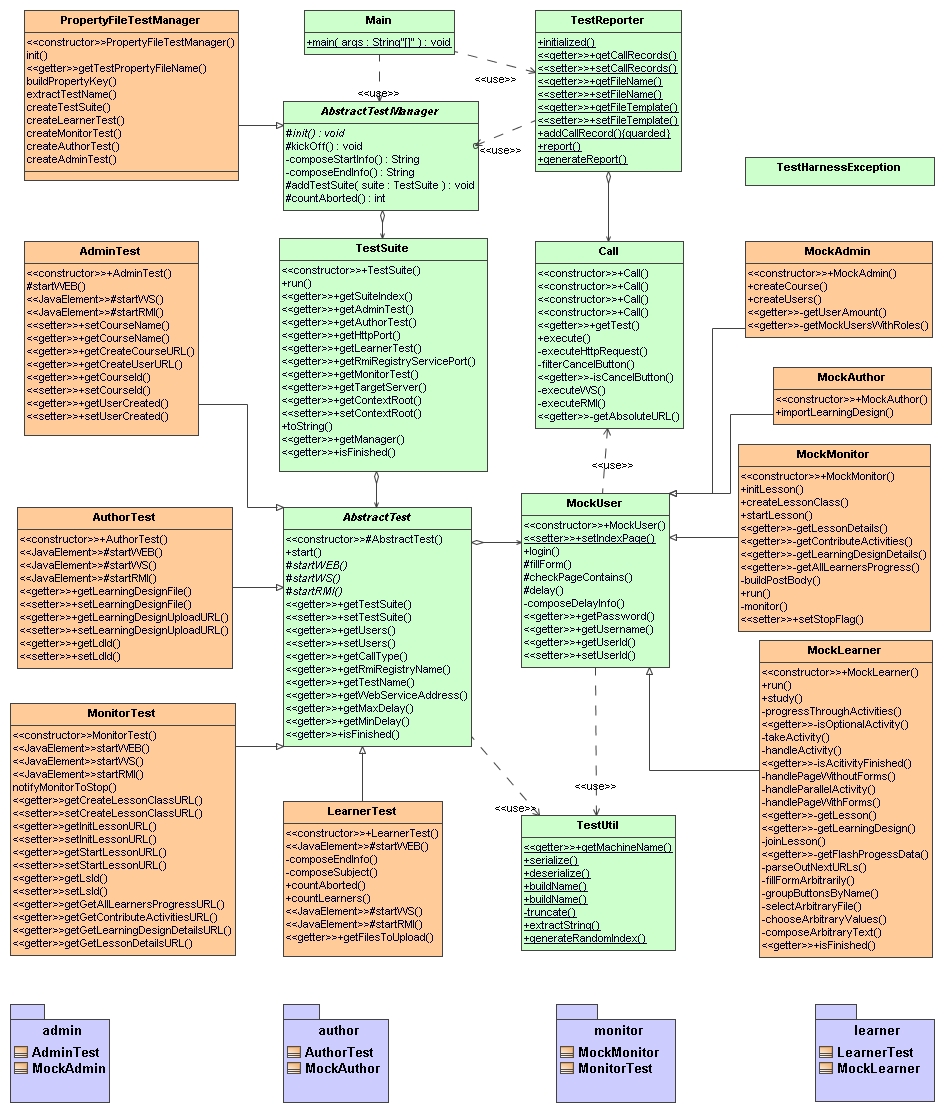 PropertyFileTestManager
<<constructor>>PropertyFileTestManager()
init()
<<getter>>getTestPropertyFileName()
buildPropertyKey()
extractTestName()
createTestSuite()
createLearnerTest()
createMonitorTest()
createAuthorTest()
createAdminTest()
Main
+main( args : String"[]" ) : void
<<use>>
<<use>>
TestReporter
+initialized()
<<getter>>+getCallRecords()
<<setter>>+setCallRecords()
<<getter>>+getFileName()
<<setter>>+setFileName()
<<getter>>+getFileTemplate()
<<setter>>+setFileTemplate()
+addCallRecord(){guarded}
+report()
+generateReport()
AbstractTestManager
#init() : void
#kickOff() : void
-composeStartInfo() : String
-composeEndInfo() : String
#addTestSuite( suite : TestSuite ) : void
#countAborted() : int
<<use>>
TestHarnessException
AdminTest
<<constructor>>+AdminTest()
#startWEB()
<<JavaElement>>#startWS()
<<JavaElement>>#startRMI()
<<setter>>+setCourseName()
<<getter>>+getCourseName()
<<getter>>+getCreateCourseURL()
<<getter>>+getCreateUserURL()
<<getter>>+getCourseId()
<<setter>>+setCourseId()
<<getter>>+getUserCreated()
<<setter>>+setUserCreated()
TestSuite
<<constructor>>+TestSuite()
+run()
<<getter>>+getSuiteIndex()
<<getter>>+getAdminTest()
<<getter>>+getAuthorTest()
<<getter>>+getHttpPort()
<<getter>>+getLearnerTest()
<<getter>>+getRmiRegistryServicePort()
<<getter>>+getMonitorTest()
<<getter>>+getTargetServer()
<<getter>>+getContextRoot()
<<setter>>+setContextRoot()
+toString()
<<getter>>+getManager()
<<getter>>+isFinished()
Call
<<constructor>>+Call()
<<constructor>>+Call()
<<constructor>>+Call()
<<constructor>>+Call()
<<getter>>+getTest()
+execute()
-executeHttpRequest()
-filterCancelButton()
<<getter>>-isCancelButton()
-executeWS()
-executeRMI()
<<getter>>-getAbsoluteURL()
<<use>>
MockAdmin
<<constructor>>+MockAdmin()
+createCourse()
+createUsers()
<<getter>>-getUserAmount()
<<getter>>-getMockUsersWithRoles()
MockAuthor
<<constructor>>+MockAuthor()
+importLearningDesign()
MockMonitor
<<constructor>>+MockMonitor()
+initLesson()
+createLessonClass()
+startLesson()
<<getter>>-getLessonDetails()
<<getter>>-getContributeActivities()
<<getter>>-getLearningDesignDetails()
<<getter>>-getAllLearnersProgress()
-buildPostBody()
+run()
-monitor()
<<setter>>+setStopFlag()
AuthorTest
<<constructor>>+AuthorTest()
<<JavaElement>>#startWEB()
<<JavaElement>>#startWS()
<<JavaElement>>#startRMI()
<<getter>>+getLearningDesignFile()
<<setter>>+setLearningDesignFile()
<<getter>>+getLearningDesignUploadURL()
<<setter>>+setLearningDesignUploadURL()
<<getter>>+getLdId()
<<setter>>+setLdId()
AbstractTest
<<constructor>>#AbstractTest()
+start()
#startWEB()
#startWS()
#startRMI()
<<getter>>+getTestSuite()
<<setter>>+setTestSuite()
<<getter>>+getUsers()
<<setter>>+setUsers()
<<getter>>+getCallType()
<<getter>>+getRmiRegistryName()
<<getter>>+getTestName()
<<getter>>+getWebServiceAddress()
<<getter>>+getMaxDelay()
<<getter>>+getMinDelay()
<<getter>>+isFinished()
MockUser
<<constructor>>+MockUser()
<<setter>>+setIndexPage()
+login()
#fillForm()
#checkPageContains()
#delay()
-composeDelayInfo()
<<getter>>+getPassword()
<<getter>>+getUsername()
<<getter>>+getUserId()
<<setter>>+setUserId()
MockLearner
<<constructor>>+MockLearner()
+run()
+study()
-progressThroughActivities()
<<getter>>-isOptionalActivity()
-takeActivity()
-handleActivity()
<<getter>>-isAcitivityFinished()
-handlePageWithoutForms()
-handleParallelActivity()
-handlePageWithForms()
<<getter>>-getLesson()
<<getter>>-getLearningDesign()
-joinLesson()
<<getter>>-getFlashProgessData()
-parseOutNextURLs()
-fillFormArbitrarily()
-groupButtonsByName()
-selectArbitraryFile()
-chooseArbitraryValues()
-composeArbitraryText()
<<getter>>+isFinished()
MonitorTest
<<constructor>>MonitorTest()
<<JavaElement>>startWEB()
<<JavaElement>>startWS()
<<JavaElement>>startRMI()
notifyMonitorToStop()
<<getter>>getCreateLessonClassURL()
<<setter>>setCreateLessonClassURL()
<<getter>>getInitLessonURL()
<<setter>>setInitLessonURL()
<<getter>>getStartLessonURL()
<<setter>>setStartLessonURL()
<<getter>>getLsId()
<<setter>>setLsId()
<<getter>>getGetAllLearnersProgressURL()
<<getter>>getGetContributeActivitiesURL()
<<getter>>getGetLearningDesignDetailsURL()
<<getter>>getGetLessonDetailsURL()
<<use>>
<<use>>
LearnerTest
<<constructor>>+LearnerTest()
<<JavaElement>>#startWEB()
-composeEndInfo()
-composeSubject()
+countAborted()
+countLearners()
<<JavaElement>>#startWS()
<<JavaElement>>#startRMI()
<<getter>>+getFilesToUpload()
TestUtil
<<getter>>+getMachineName()
+serialize()
+deserialize()
+buildName()
+buildName()
-truncate()
+extractString()
+generateRandomIndex()
admin
AdminTest
MockAdmin
author
AuthorTest
MockAuthor
monitor
MockMonitor
MonitorTest
learner
LearnerTest
MockLearner